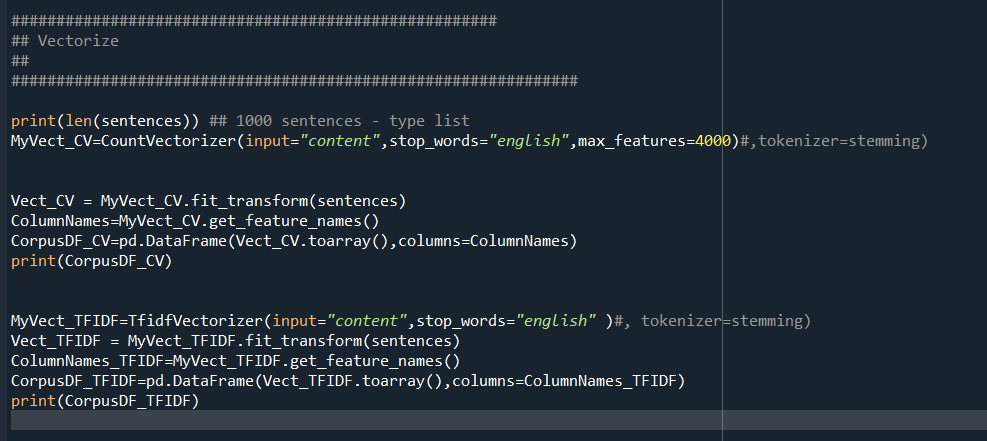 ######################################################
## Vectorize
##
###############################################################
print(len(sentences)) ## 1000 sentences - type list
MyVect_CV=CountVectorizer(input="content",stop_words="english",max_features=4000)#,tokenizer=stemming)
Vect_CV = MyVect_CV.fit_transform(sentences)
ColumnNames=MyVect_CV.get_feature_names()
CorpusDF_CV=pd.DataFrame(Vect_CV.toarray(),columns=ColumnNames)
print(CorpusDF_CV)
MyVect_TFIDF=TfidfVectorizer(input="content",stop_words="english" )#, tokenizer=stemming)
Vect_TFIDF = MyVect_TFIDF.fit_transform(sentences)
ColumnNames_TFIDF=MyVect_TFIDF.get_feature_names()
CorpusDF_TFIDF=pd.DataFrame(Vect_TFIDF.toarray(),columns=ColumnNames_TFIDF)
print(CorpusDF_TFIDF)